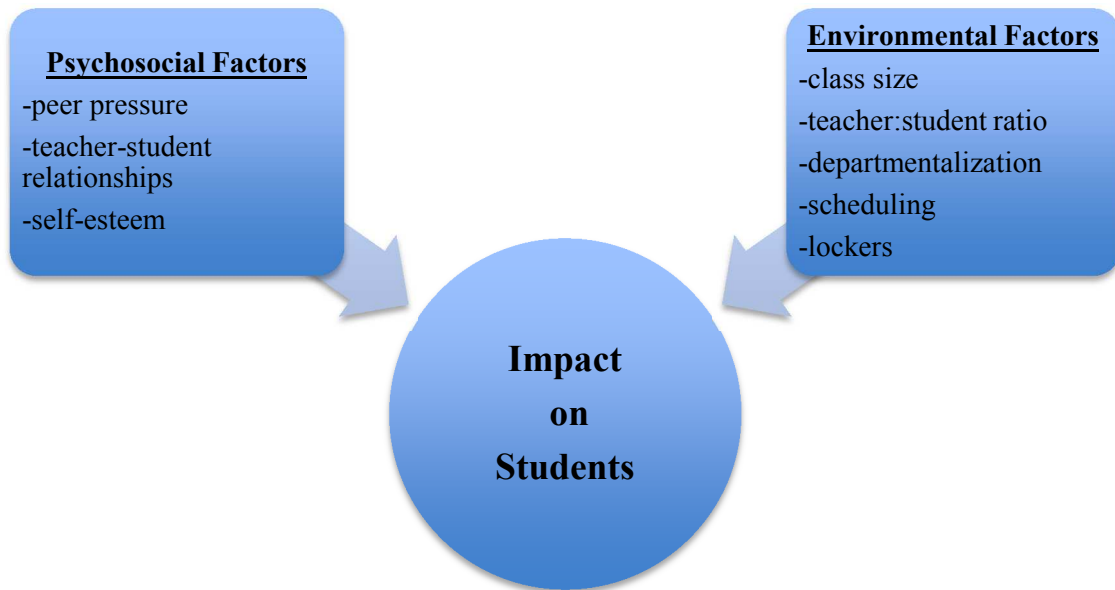 Psychosocial Factors
-peer pressure
-teacher-student
relationships
-self-esteem
Environmental Factors
-class size
-teacher:student ratio
-departmentalization
-scheduling
-lockers
Impact
on
Students